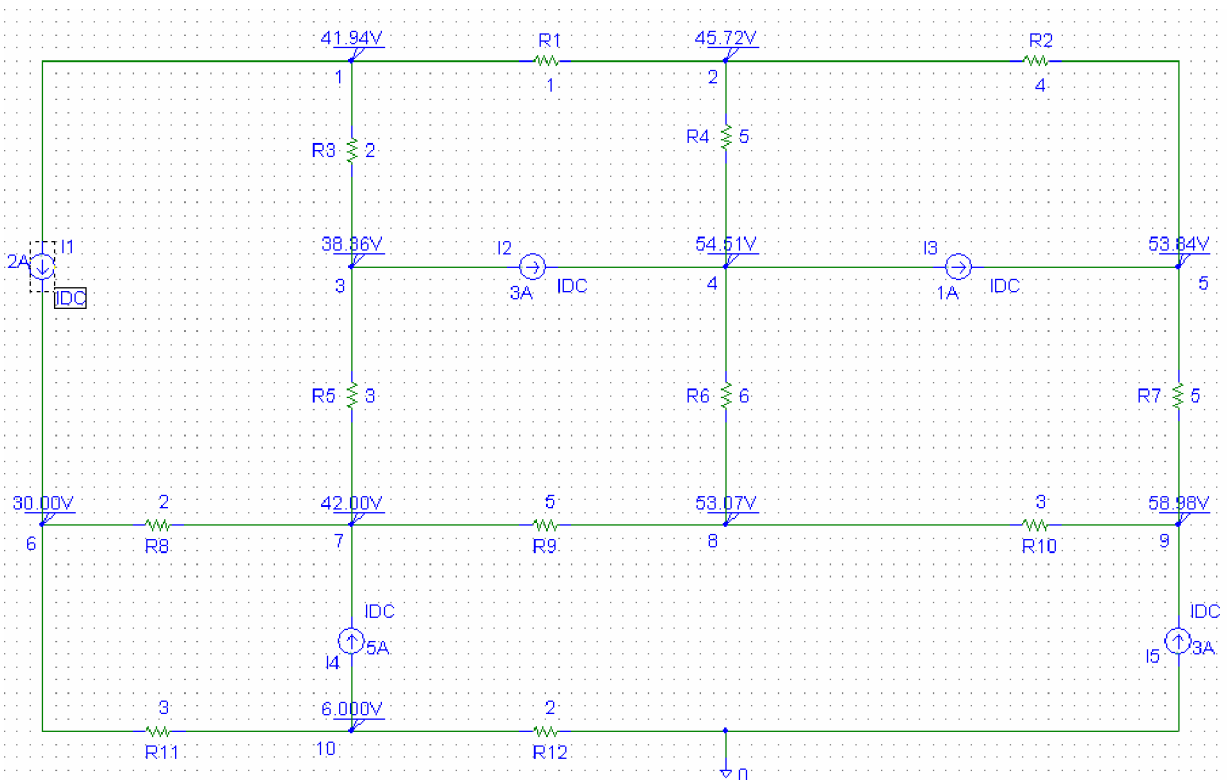 41.94V R1 45.72V R2
1 1 2 4
R3 2 R4 5
I1 38.86V I2 54.51V I3 53.84V
2A 3 3A IDC 4 1A IDC 5
IDC
R5 3 R6 6 R7 5
30.00V 2 42.00V 5 53.07V 3 58.98V
6 R8 7 R9 8 R10 9
IDC IDC
I4 5A I5 3A
3 6.000V 2
R11 10 R12
0